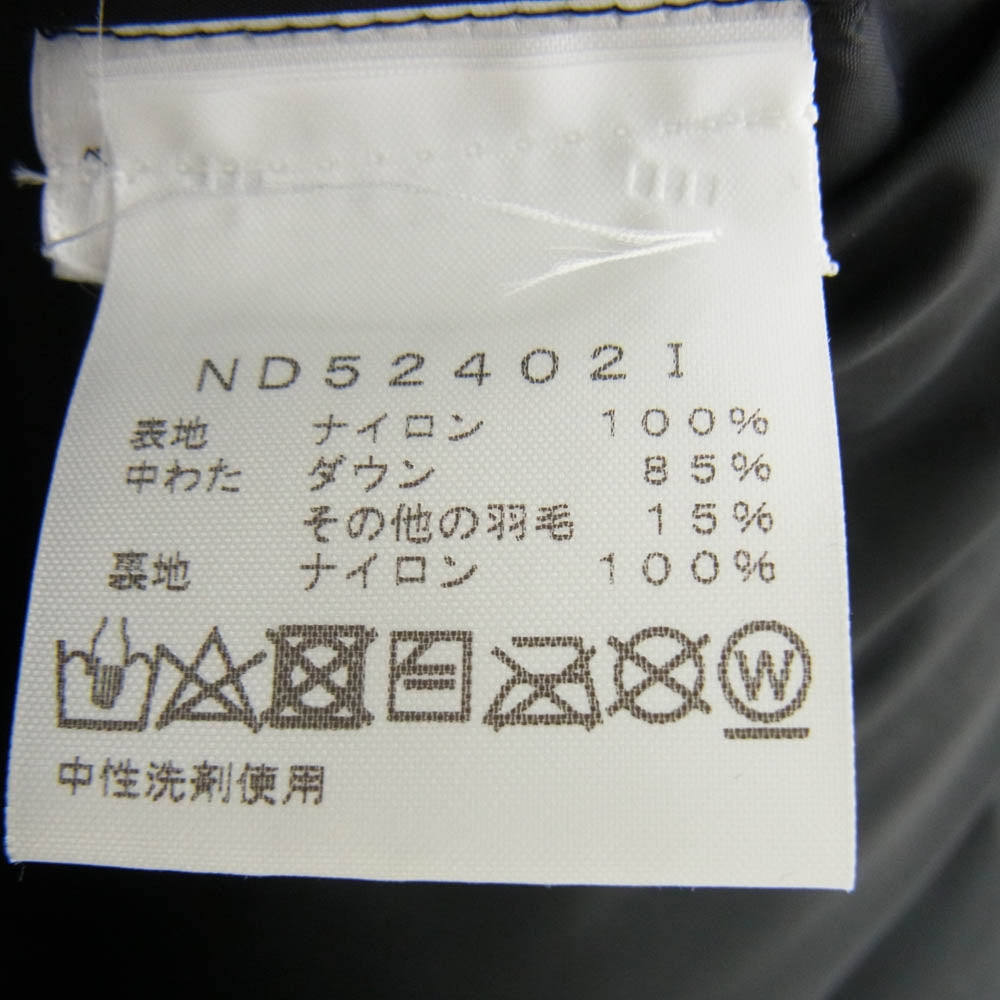 ND52402I
表地 ナイロン 100%
中わた ダウン 85%
その他の羽毛 15%
裏地 ナイロン 100%
W
中性洗剤使用